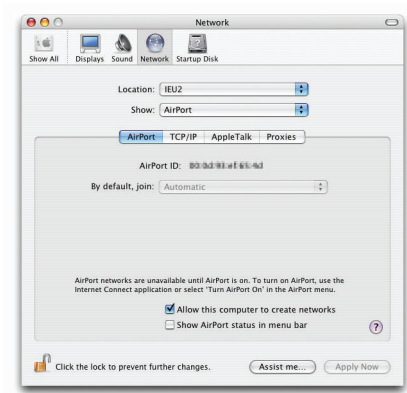 Network
Show All Displays Sound Network Startup Disk
Location: IEU2
Show: AirPort
AirPort TCP/IP AppleTalk Proxies
AirPort ID:
By default, join: Automatic
AirPort networks are unavailable until AirPort is on. To turn on AirPort, use the
Internet Connect application or select 'Turn AirPort On' in the AirPort menu.
Allow this computer to create networks
Show AirPort status in menu bar
?
Click the lock to prevent further changes. Assist me... Apply Now